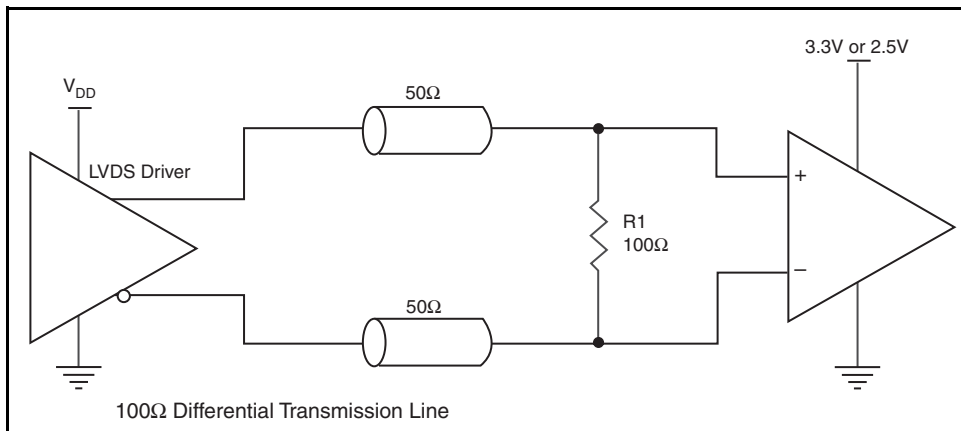 3.3V or 2.5V
V_DD
50Ω
LVDS Driver
+
R1
100Ω
−
50Ω
100Ω Differential Transmission Line